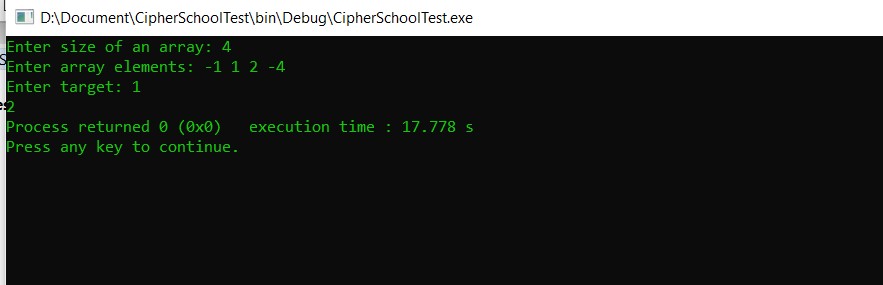 D:\Document\CipherSchoolTest\bin\Debug\CipherSchoolTest.exe
Enter size of an array: 4
Enter array elements: -1 1 2 -4
Enter target: 1
2
Process returned 0 (0x0)   execution time : 17.778 s
Press any key to continue.